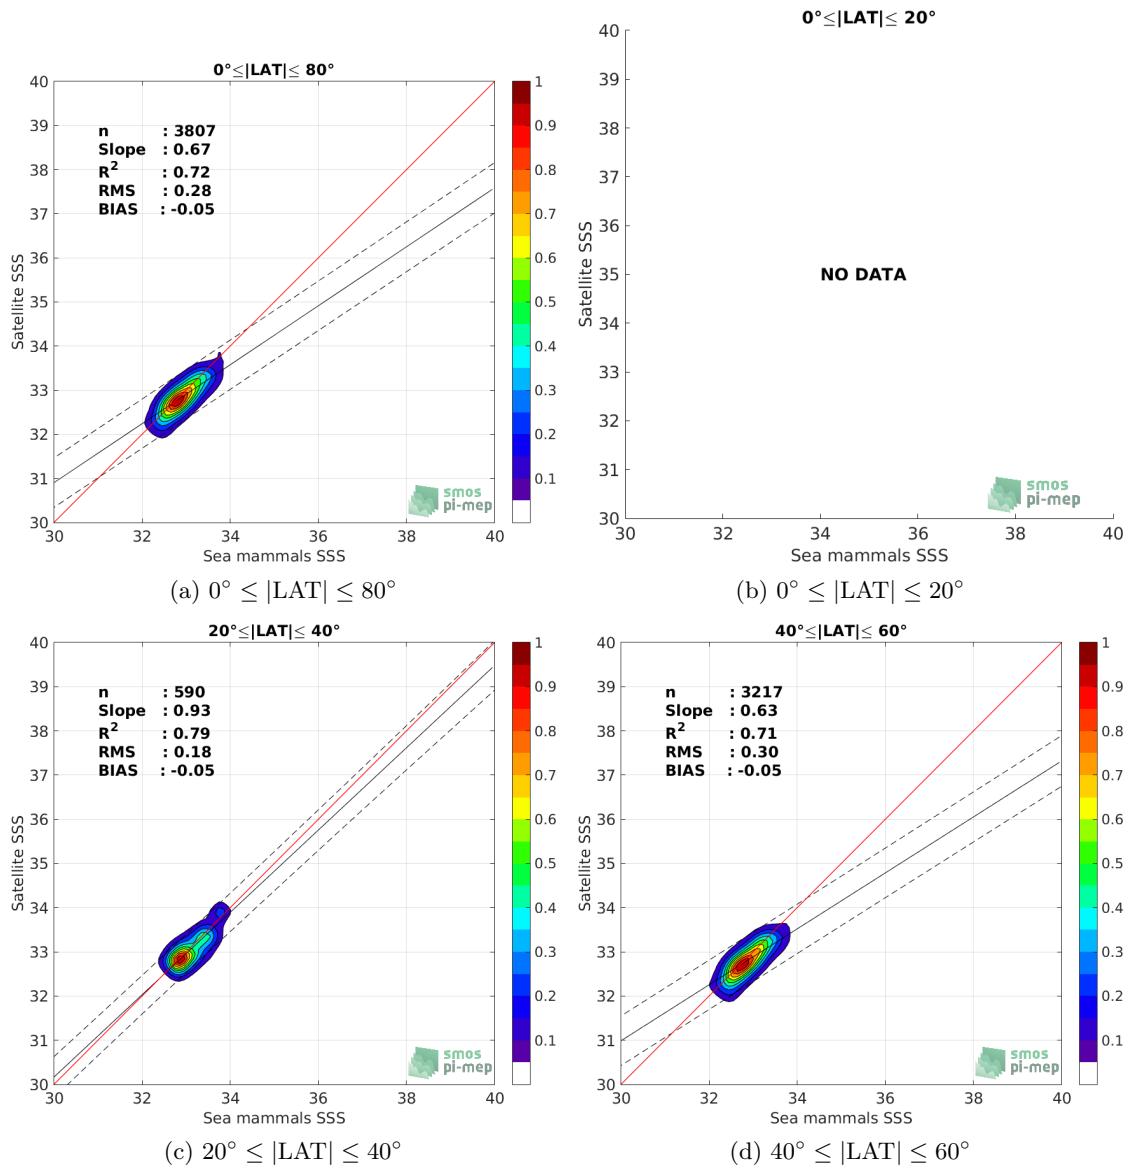 0°≤|LAT|≤ 80°
40
39
38
37
36
35
34
33
32
31
30
Satellite SSS
n : 3807
Slope : 0.67
R² : 0.72
RMS : 0.28
BIAS : -0.05
smos
pi-mep
30 32 34 36 38 40
Sea mammals SSS
1
0.9
0.8
0.7
0.6
0.5
0.4
0.3
0.2
0.1
(a) 0° ≤ |LAT| ≤ 80°
0°≤|LAT|≤ 20°
40
39
38
37
36
35
34
33
32
31
30
Satellite SSS
NO DATA
smos
pi-mep
30 32 34 36 38 40
Sea mammals SSS
(b) 0° ≤ |LAT| ≤ 20°
20°≤|LAT|≤ 40°
40
39
38
37
36
35
34
33
32
31
30
Satellite SSS
n : 590
Slope : 0.93
R² : 0.79
RMS : 0.18
BIAS : -0.05
smos
pi-mep
30 32 34 36 38 40
Sea mammals SSS
1
0.9
0.8
0.7
0.6
0.5
0.4
0.3
0.2
0.1
(c) 20° ≤ |LAT| ≤ 40°
40°≤|LAT|≤ 60°
40
39
38
37
36
35
34
33
32
31
30
Satellite SSS
n : 3217
Slope : 0.63
R² : 0.71
RMS : 0.30
BIAS : -0.05
smos
pi-mep
30 32 34 36 38 40
Sea mammals SSS
1
0.9
0.8
0.7
0.6
0.5
0.4
0.3
0.2
0.1
(d) 40° ≤ |LAT| ≤ 60°